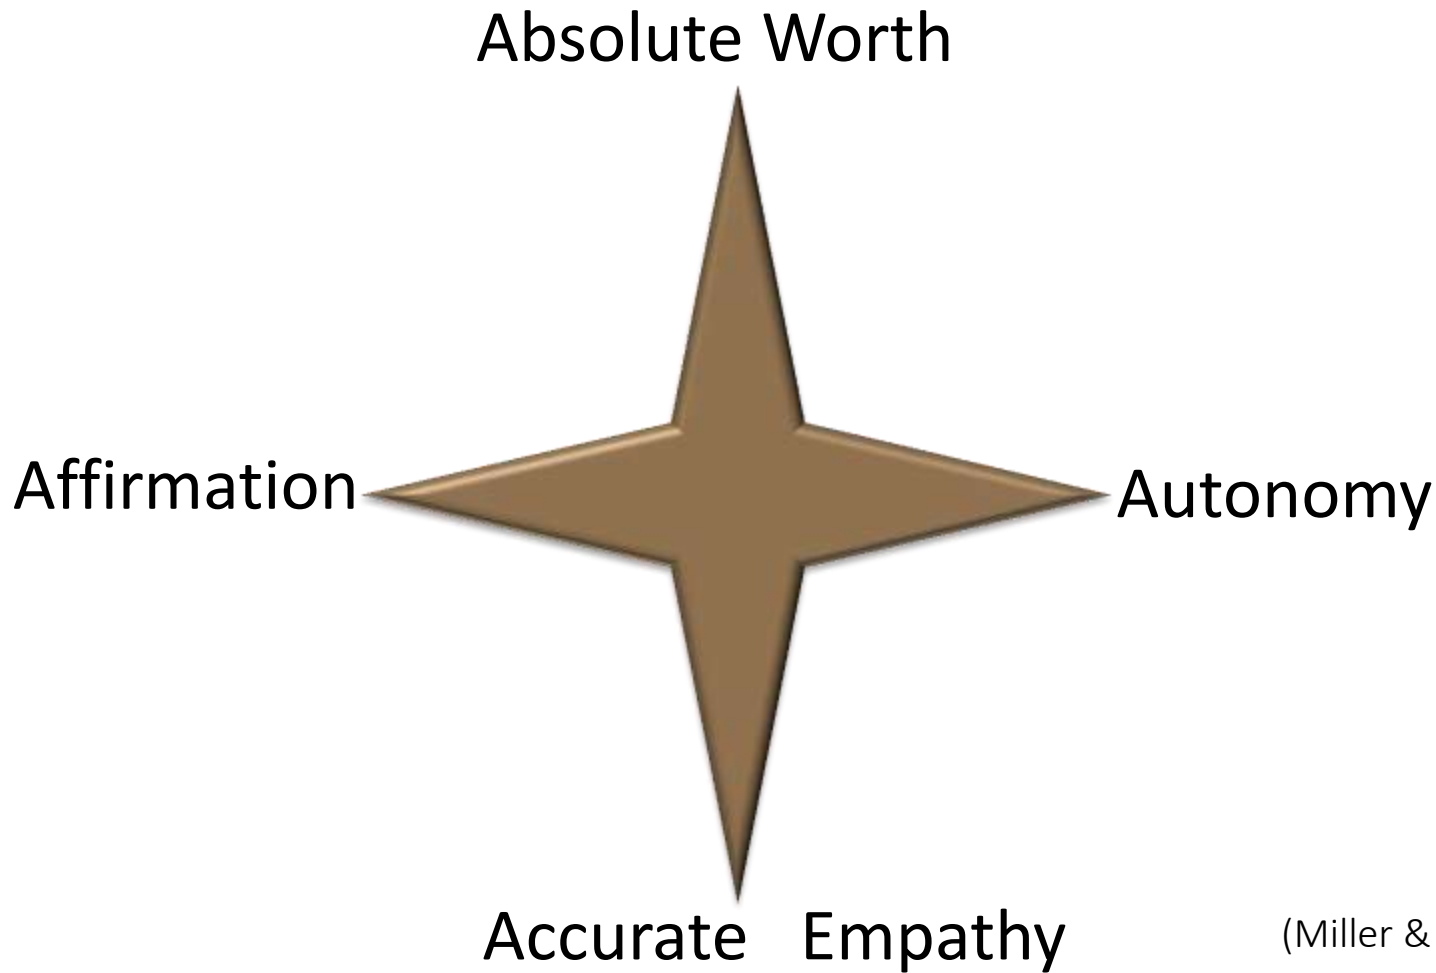 Absolute Worth
Affirmation
Autonomy
Accurate Empathy
(Miller &